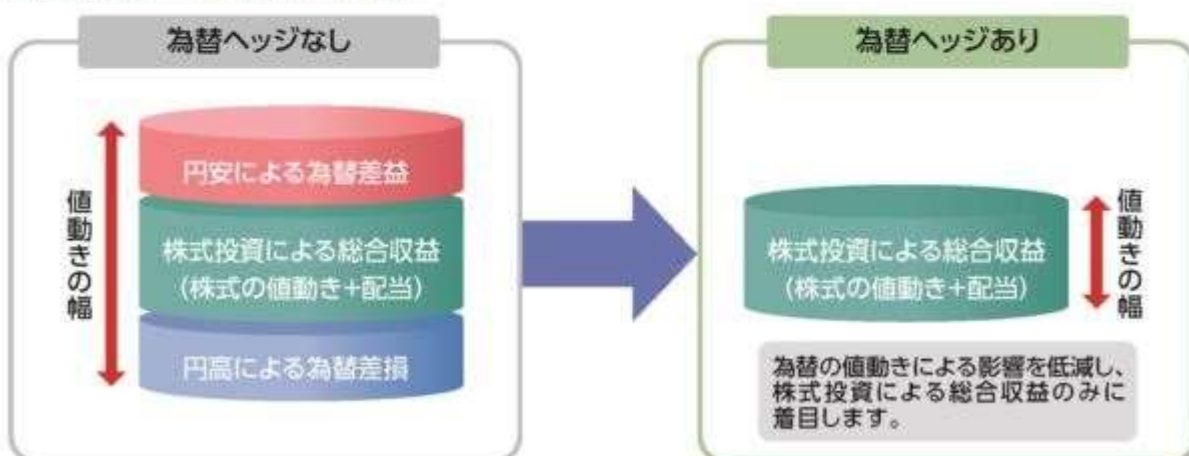 為替ヘッジなし
円安による為替差益
株式投資による総合収益
(株式の値動き+配当)
円高による為替差損
値動きの幅
為替ヘッジあり
株式投資による総合収益
(株式の値動き+配当)
値動きの幅
為替の値動きによる影響を低減し、
株式投資による総合収益のみに
着目します。